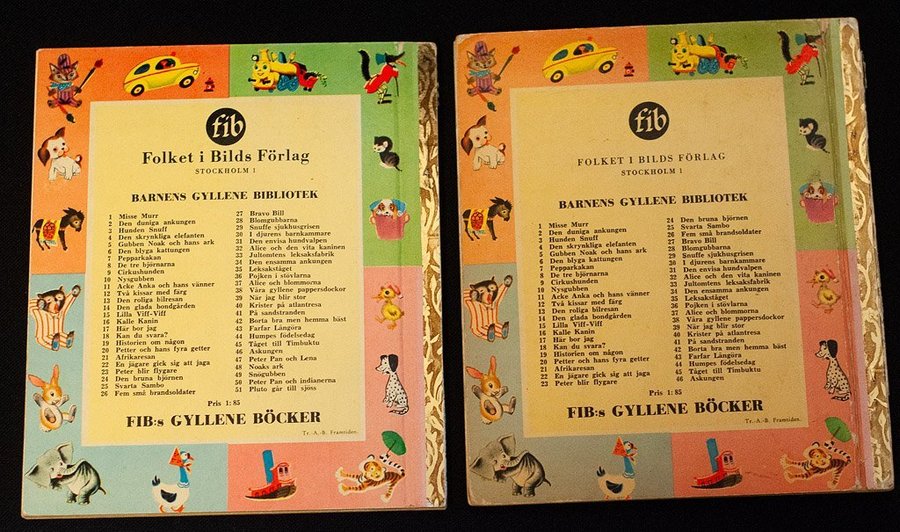 fib
Folket i Bilds Förlag
STOCKHOLM 1
BARNENS GYLLENE BIBLIOTEK
1 Misse Murr
2 Den duniga ankungen
3 Hunden Snuff
4 Den skrynkliga elefanten
5 Gubben Noak och hans ark
6 Den blyga kattungen
7 Pepparkakan
8 De tre björnarna
9 Cirkushunden
10 Nysgubben
11 Acke Anka och hans vänner
12 Två kissar med färg
13 Den roliga bilresan
14 Den glada bondgården
15 Lilla Viff-Viff
16 Kalle Kanin
17 Här bor jag
18 Kan du svara?
19 Historien om någon
20 Petter och hans fyra getter
21 Afrikaresan
22 En jägare gick sig att jaga
23 Peter blir flygare
24 Den bruna björnen
25 Svarta Sambo
26 Fem små brandsoldater
27 Bravo Bill
28 Blomgubbarna
29 Snuffe sjukhusgrisen
30 I djurens barnkammare
31 Den envisa hundvalpen
32 Alice och den vita kaninen
33 Jultomtens leksaksfabrik
34 Den ensamma ankungen
35 Leksakståget
36 Pojken i stövlarna
37 Alice och blommorna
38 Våra gyllene pappersdockor
39 När jag blir stor
40 Krister på atlantresa
41 På sandstranden
42 Borta bra men hemma bäst
43 Farfar Långöra
44 Humpes födelsedag
45 Tåget till Timbuktu
46 Askungen
47 Peter Pan och Lena
48 Noaks ark
49 Snögubben
50 Peter Pan och indianerna
51 Pluto går till sjöss
Pris 1:85
FIB:s GYLLENE BÖCKER
Tr.-A.-B. Framtiden.
fib
FOLKET I BILDS FÖRLAG
STOCKHOLM 1
BARNENS GYLLENE BIBLIOTEK
1 Misse Murr
2 Den duniga ankungen
3 Hunden Snuff
4 Den skrynkliga elefanten
5 Gubben Noak och hans ark
6 Den blyga kattungen
7 Pepparkakan
8 De tre björnarna
9 Cirkushunden
10 Nysgubben
11 Acke Anka och hans vänner
12 Två kissar med färg
13 Den roliga bilresan
14 Den glada bondgården
15 Lilla Viff-Viff
16 Kalle Kanin
17 Här bor jag
18 Kan du svara?
19 Historien om någon
20 Petter och hans fyra getter
21 Afrikaresan
22 En jägare gick sig att jaga
23 Peter blir flygare
24 Den bruna björnen
25 Svarta Sambo
26 Fem små brandsoldater
27 Bravo Bill
28 Blomgubbarna
29 Snuffe sjukhusgrisen
30 I djurens barnkammare
31 Den envisa hundvalpen
32 Alice och den vita kaninen
33 Jultomtens leksaksfabrik
34 Den ensamma ankungen
35 Leksakståget
36 Pojken i stövlarna
37 Alice och blommorna
38 Våra gyllene pappersdockor
39 När jag blir stor
40 Krister på atlantresa
41 På sandstranden
42 Borta bra men hemma bäst
43 Farfar Långöra
44 Humpes födelsedag
45 Tåget till Timbuktu
46 Askungen
Pris 1:85
FIB:s GYLLENE BÖCKER
Tr.-A.-B. Framtiden.